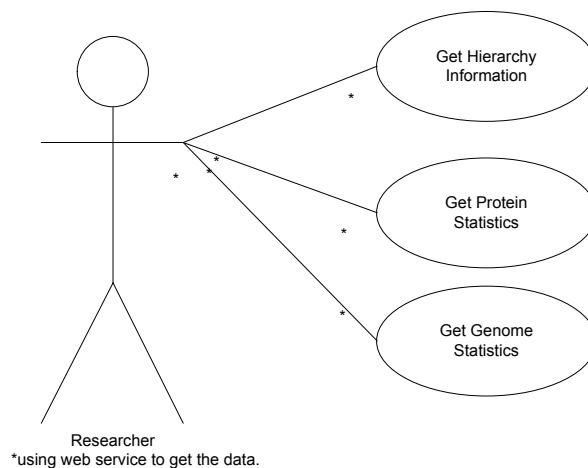 Get Hierarchy
Information
*
*
*
*
Get Protein
Statistics
*
*
Get Genome
Statistics
Researcher
*using web service to get the data.